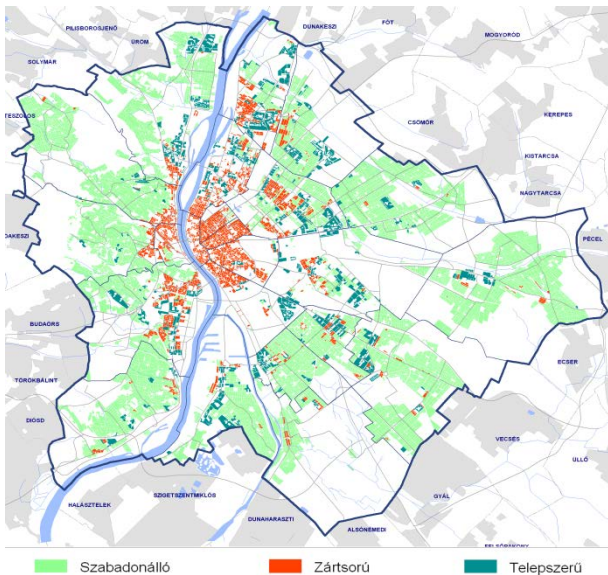 PILISBOROSJENŐ
ÜRÖM
DUNAKESZI
FÓT
MOGYORÓD
SOLYMÁR
CSÖMÖR
KEREPES
KISTARCSA
NAGYTARCSA
PÉCEL
BUDAÖRS
TÖRÖKBÁLINT
ECSER
DIÓSD
VECSÉS
ÜLLŐ
HALÁSZTELEK
SZIGETSZENTMIKLÓS
GYÁL
DUNAHARASZTI
ALSÓNÉMEDI
Szabadonálló Zártsorú Telepszerű